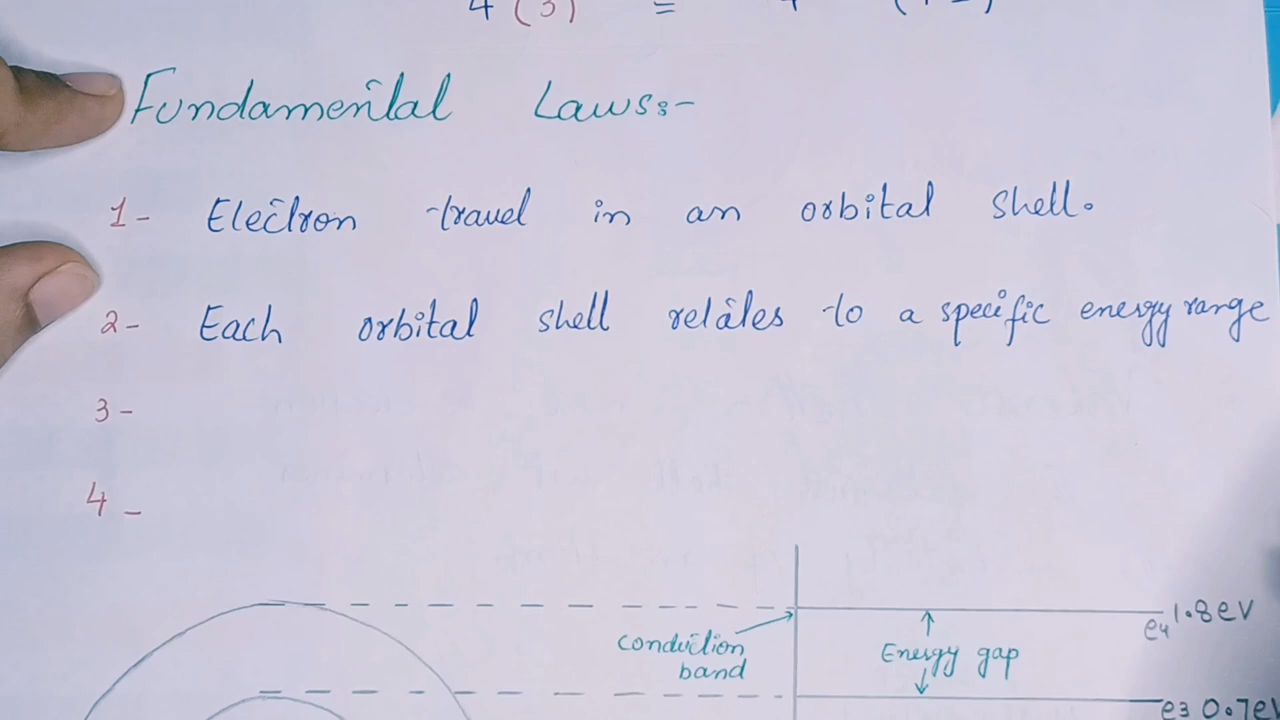 Fundamental Laws:-
1- Electron travel in an orbital shell.
2- Each orbital shell relates to a specific energy range
3-
4-
1.8eV
e4
conduction
band
Energy gap
e3 0.7eV